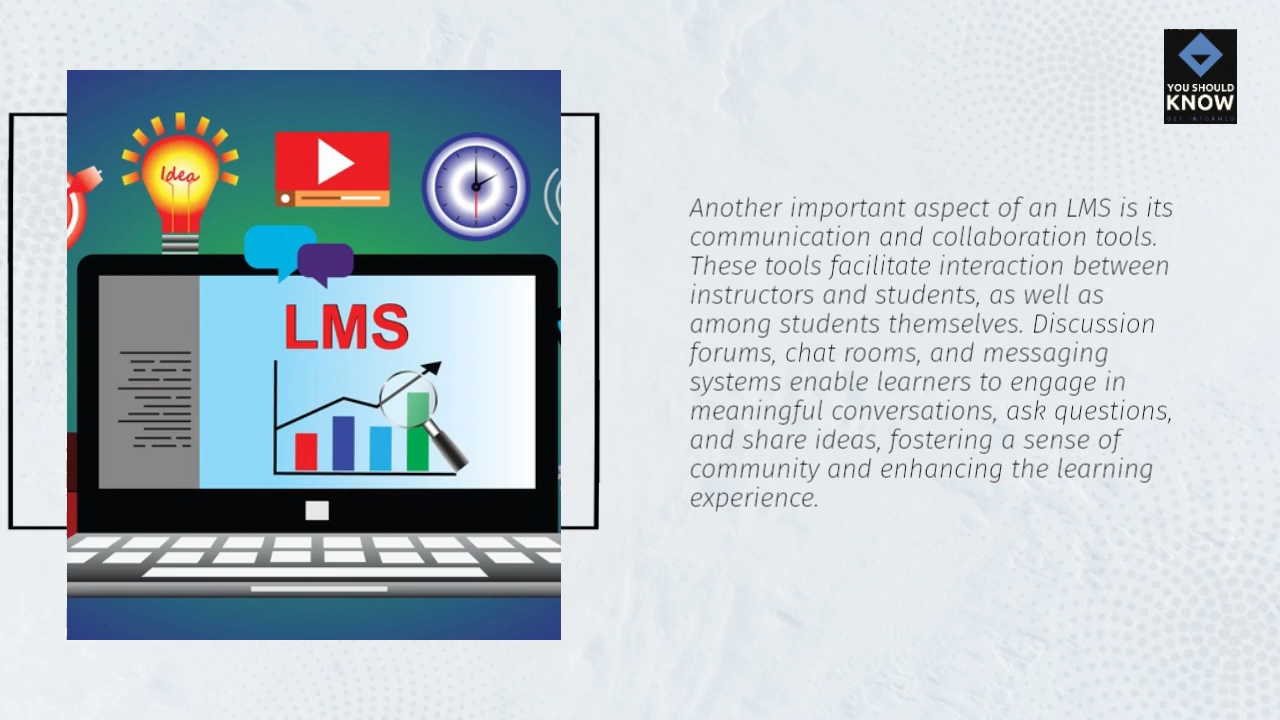 YOU SHOULD
KNOW
GET INFORMED
Idea
LMS
Another important aspect of an LMS is its
communication and collaboration tools.
These tools facilitate interaction between
instructors and students, as well as
among students themselves. Discussion
forums, chat rooms, and messaging
systems enable learners to engage in
meaningful conversations, ask questions,
and share ideas, fostering a sense of
community and enhancing the learning
experience.